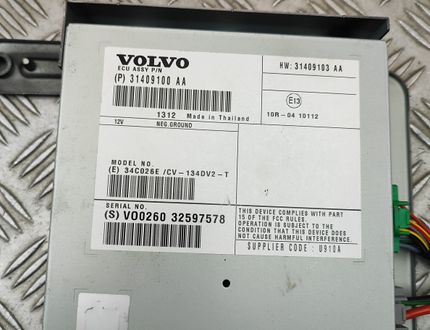 VOLVO
ECU ASSY P/N
(P) 31409100 AA
HW: 31409103 AA
E13
10R-04 10112
1312 Made in Thailand
12V NEG.GROUND
MODEL NO.
(E) 34C026E /CV-134DV2-T
SERIAL NO.
(S) VO0260 32597578
THIS DEVICE COMPLIES WITH PART
15 OF THE FCC RULES.
OPERATION IS SUBJECT TO THE
CONDITION THAT THIS DEVICE DOES
NOT CAUSE HARMFUL INTERFERENCE.
SUPPLIER CODE: U910A